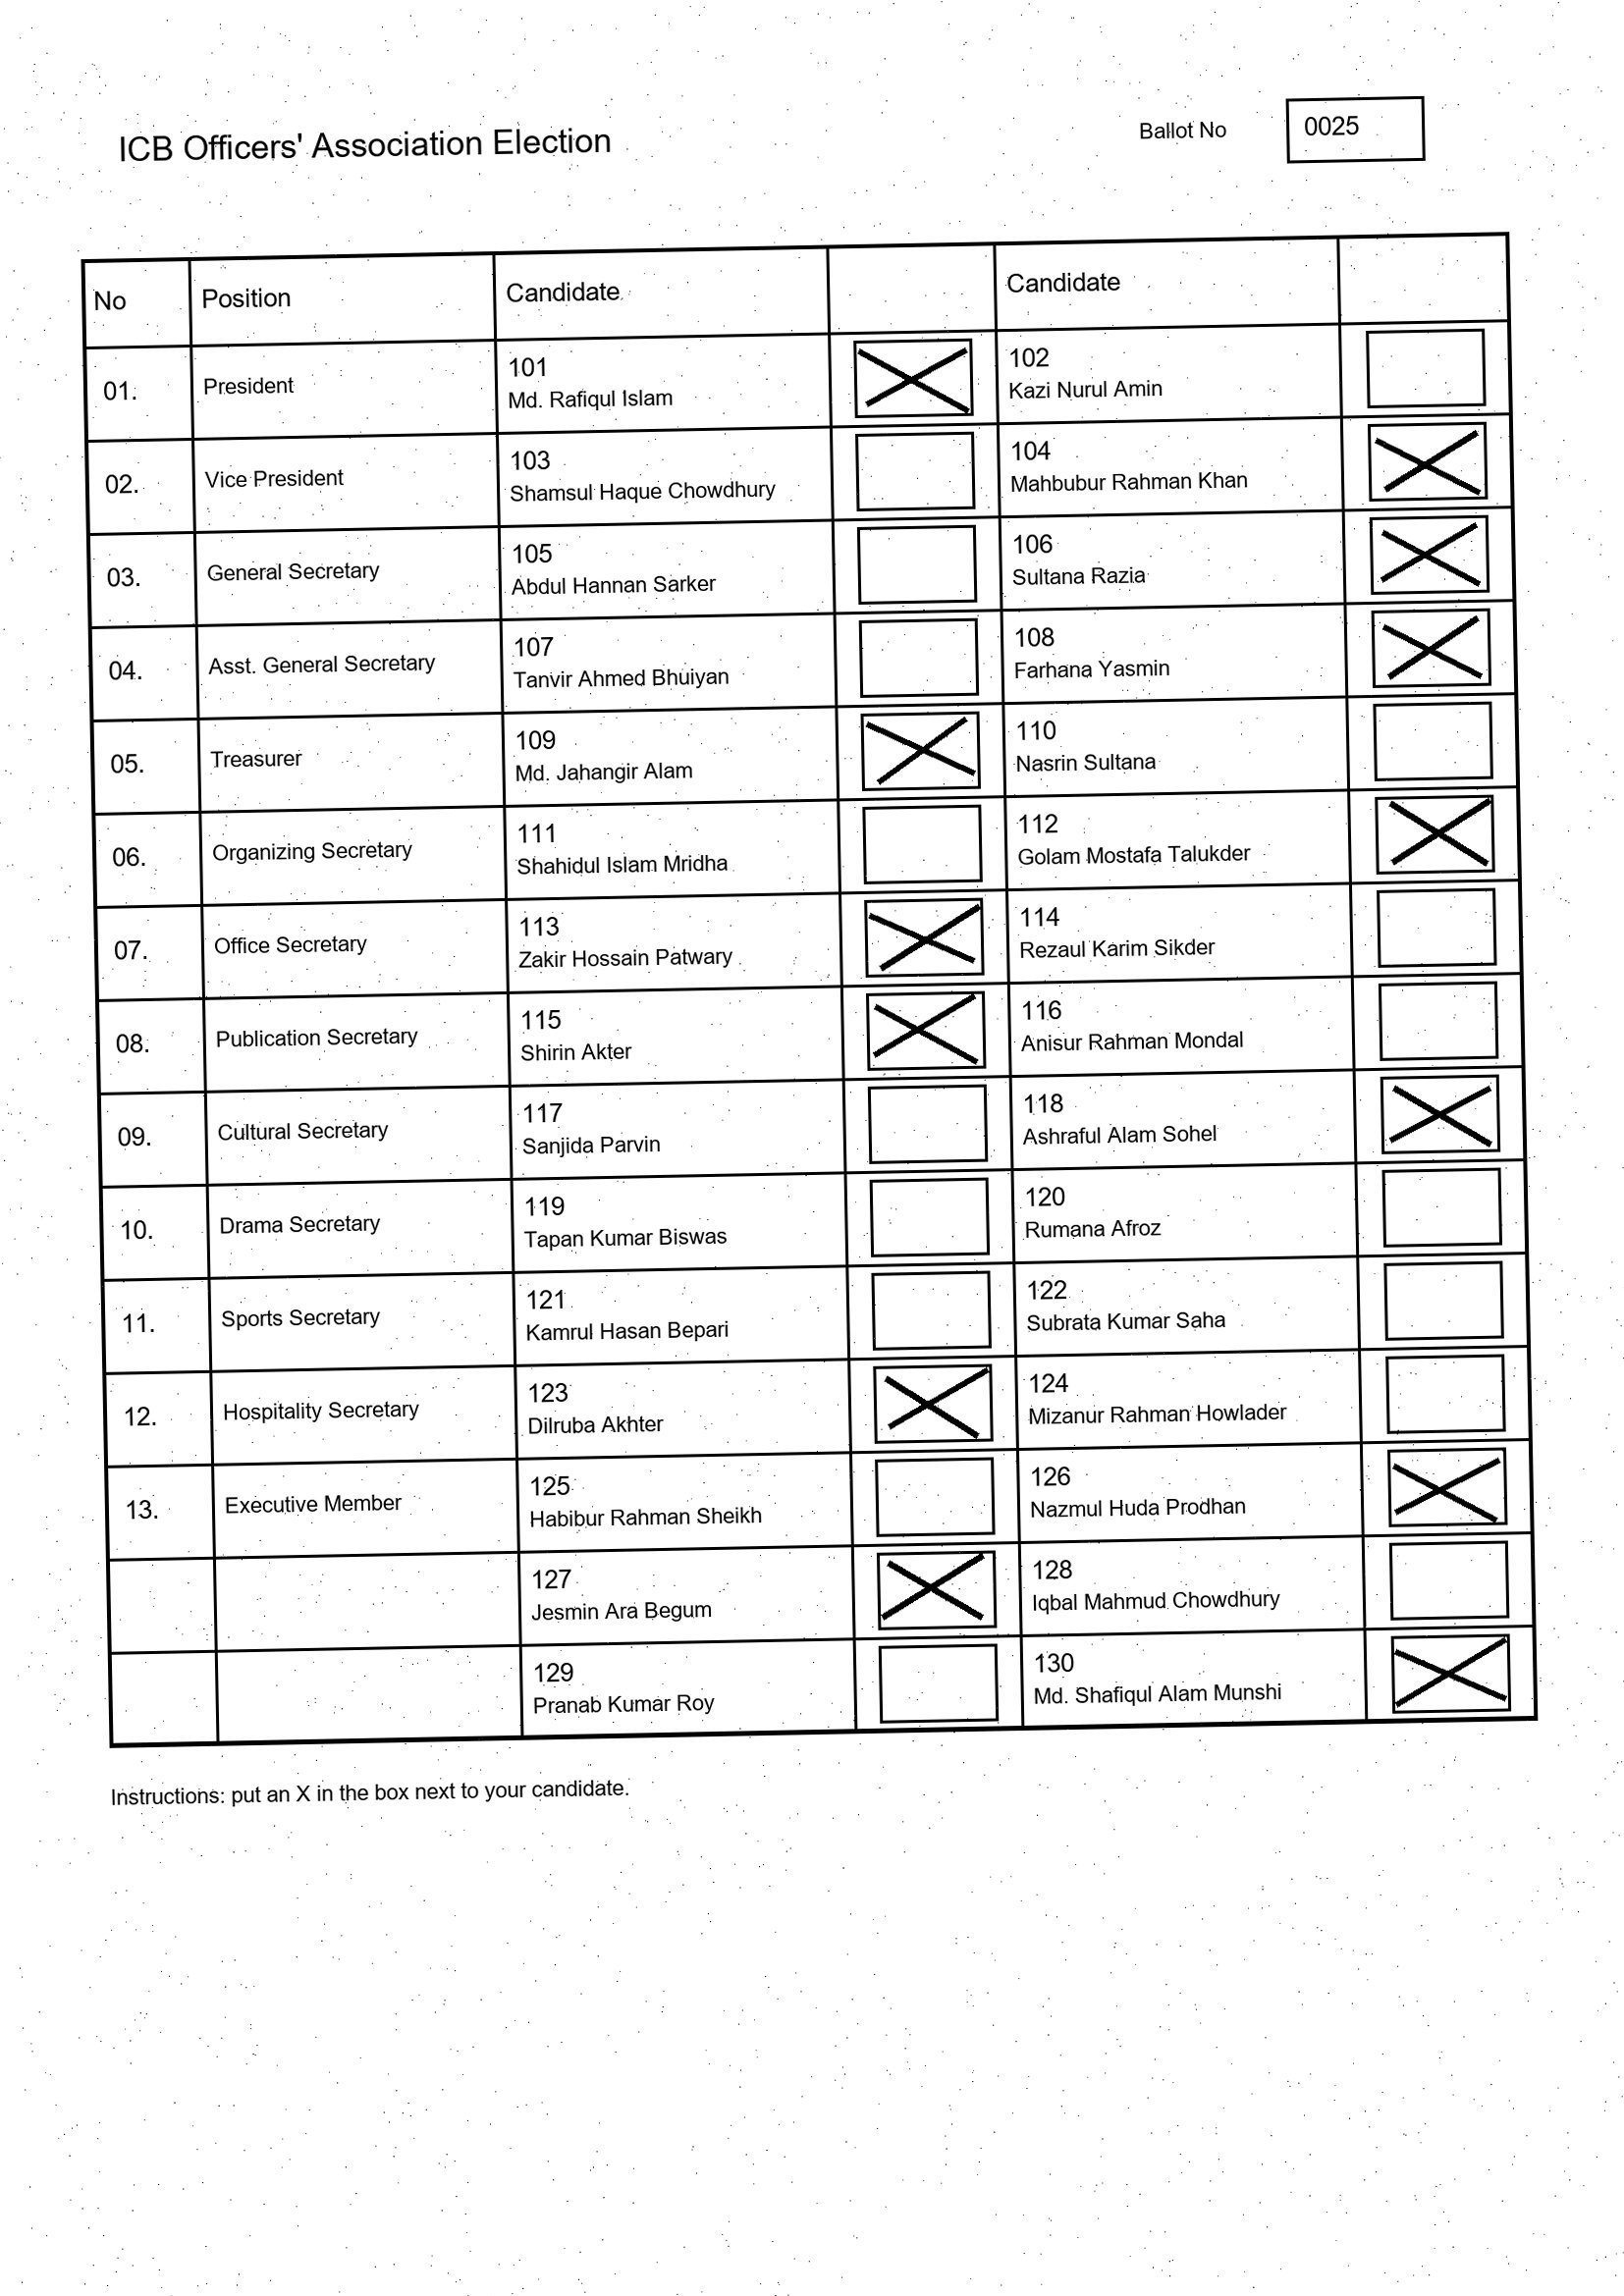 ICB Officers' Association Election
Ballot No 0025
No Position Candidate Candidate
01. President 101 Md. Rafiqul Islam X 102 Kazi Nurul Amin
02. Vice President 103 Shamsul Haque Chowdhury 104 Mahbubur Rahman Khan X
03. General Secretary 105 Abdul Hannan Sarker 106 Sultana Razia X
04. Asst. General Secretary 107 Tanvir Ahmed Bhuiyan 108 Farhana Yasmin X
05. Treasurer 109 Md. Jahangir Alam X 110 Nasrin Sultana
06. Organizing Secretary 111 Shahidul Islam Mridha 112 Golam Mostafa Talukder X
07. Office Secretary 113 Zakir Hossain Patwary X 114 Rezaul Karim Sikder
08. Publication Secretary 115 Shirin Akter X 116 Anisur Rahman Mondal
09. Cultural Secretary 117 Sanjida Parvin 118 Ashraful Alam Sohel X
10. Drama Secretary 119 Tapan Kumar Biswas 120 Rumana Afroz
11. Sports Secretary 121 Kamrul Hasan Bepari 122 Subrata Kumar Saha
12. Hospitality Secretary 123 Dilruba Akhter X 124 Mizanur Rahman Howlader
13. Executive Member 125 Habibur Rahman Sheikh 126 Nazmul Huda Prodhan X
127 Jesmin Ara Begum X 128 Iqbal Mahmud Chowdhury
129 Pranab Kumar Roy 130 Md. Shafiqul Alam Munshi X
Instructions: put an X in the box next to your candidate.